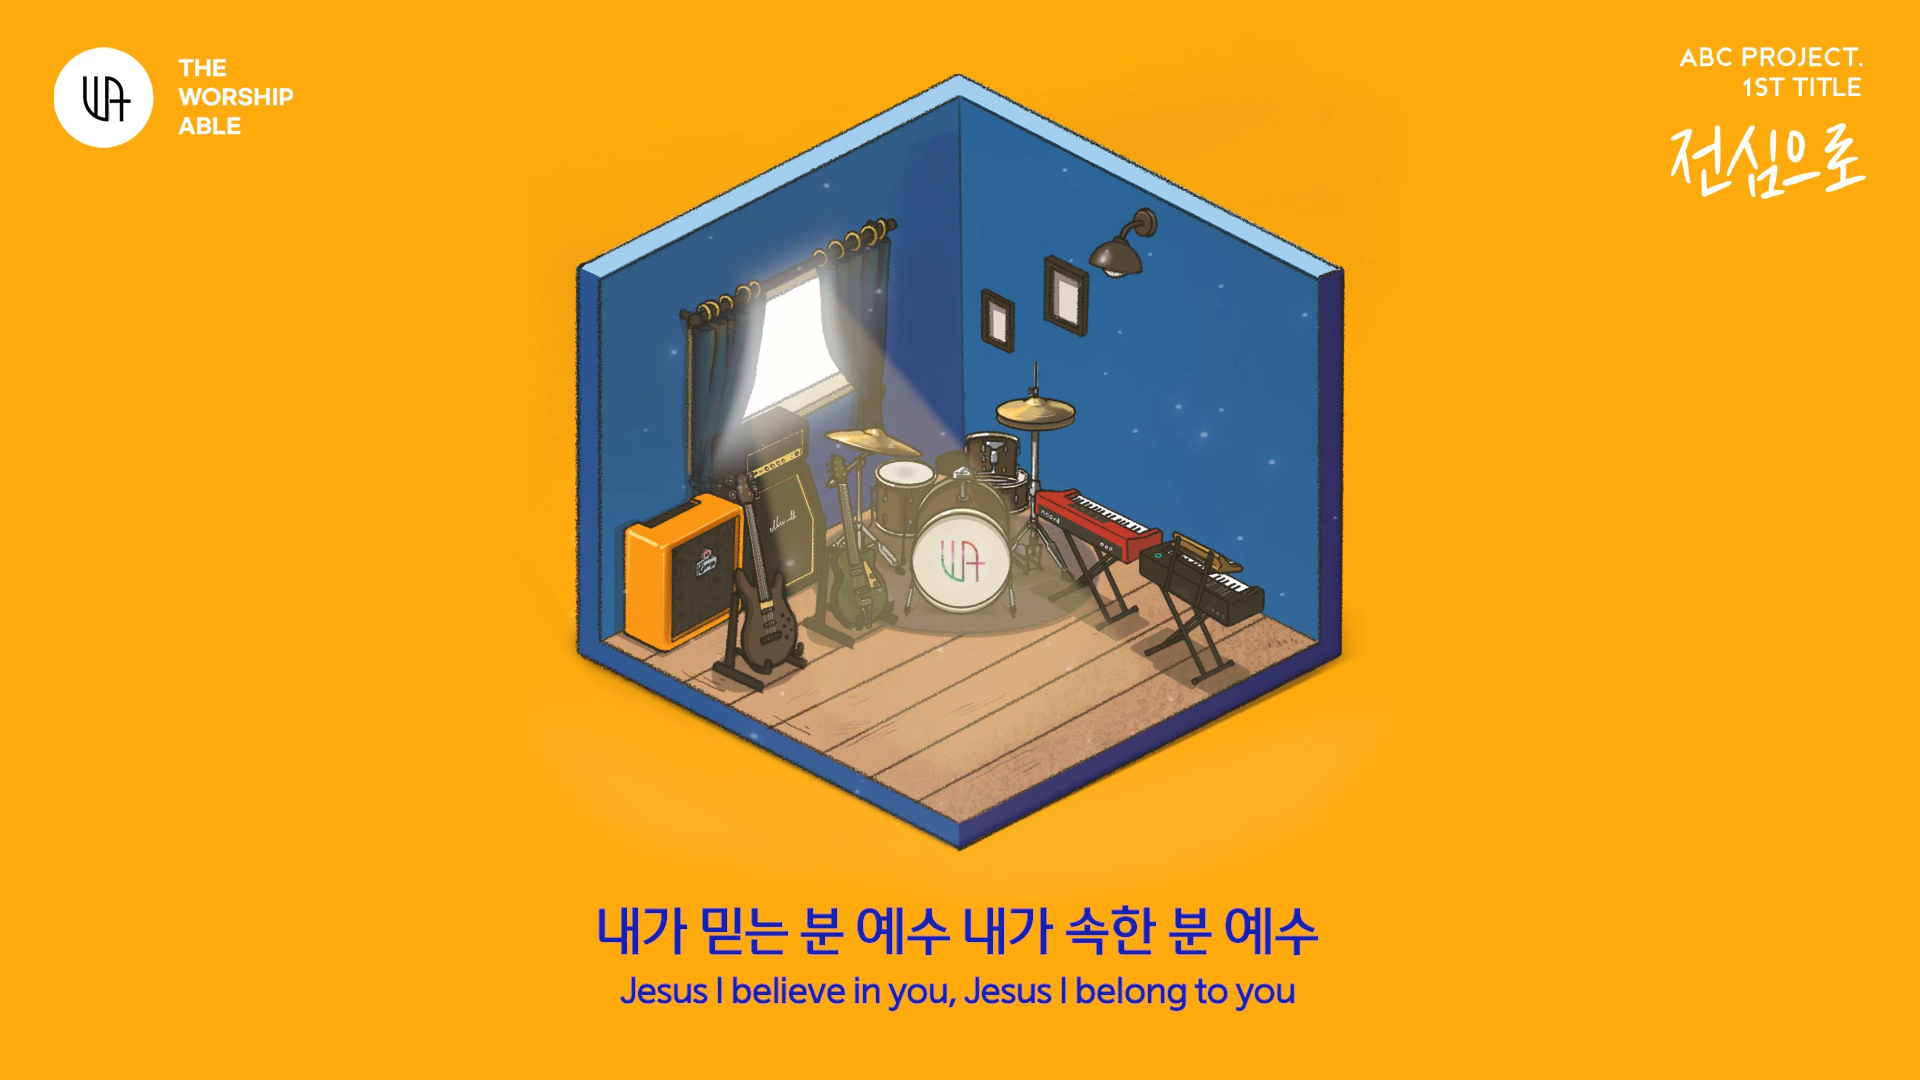 THE
WORSHIP
ABLE
ABC PROJECT.
1ST TITLE
전심으로
내가 믿는 분 예수 내가 속한 분 예수
Jesus I believe in you, Jesus I belong to you